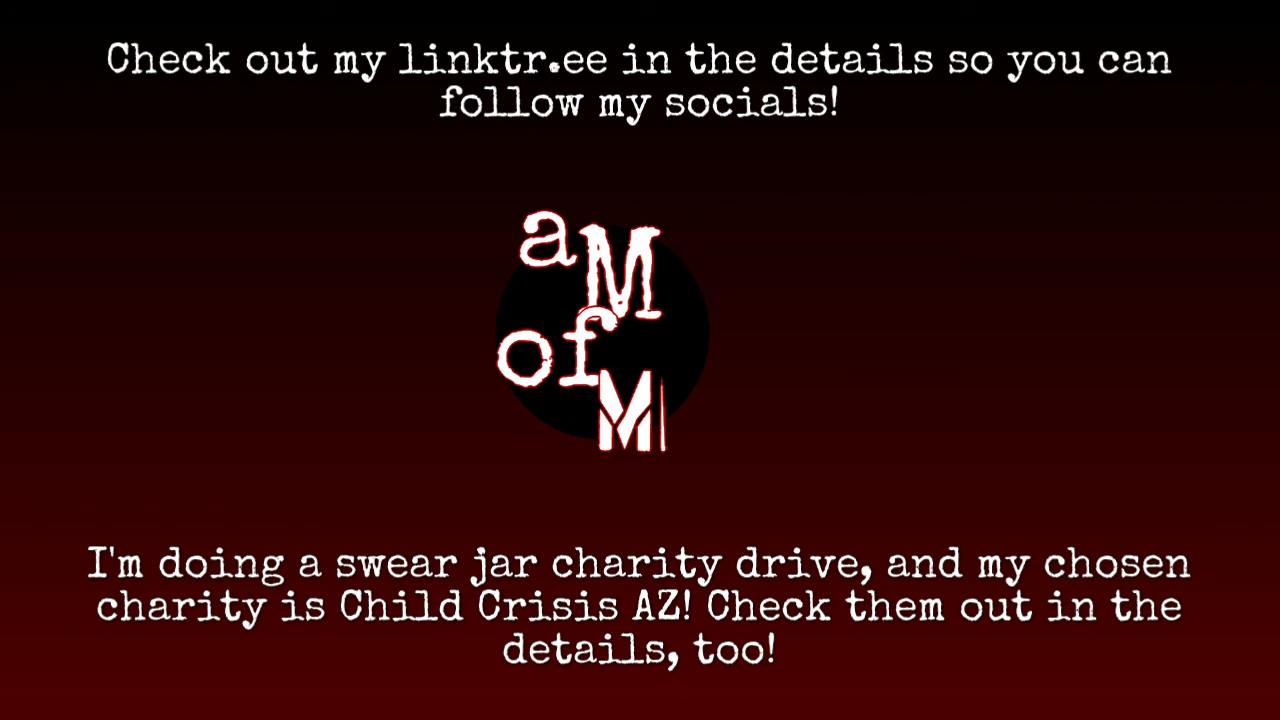 Check out my linktr.ee in the details so you can
follow my socials!
a
M
of
M
I'm doing a swear jar charity drive, and my chosen
charity is Child Crisis AZ! Check them out in the
details, too!